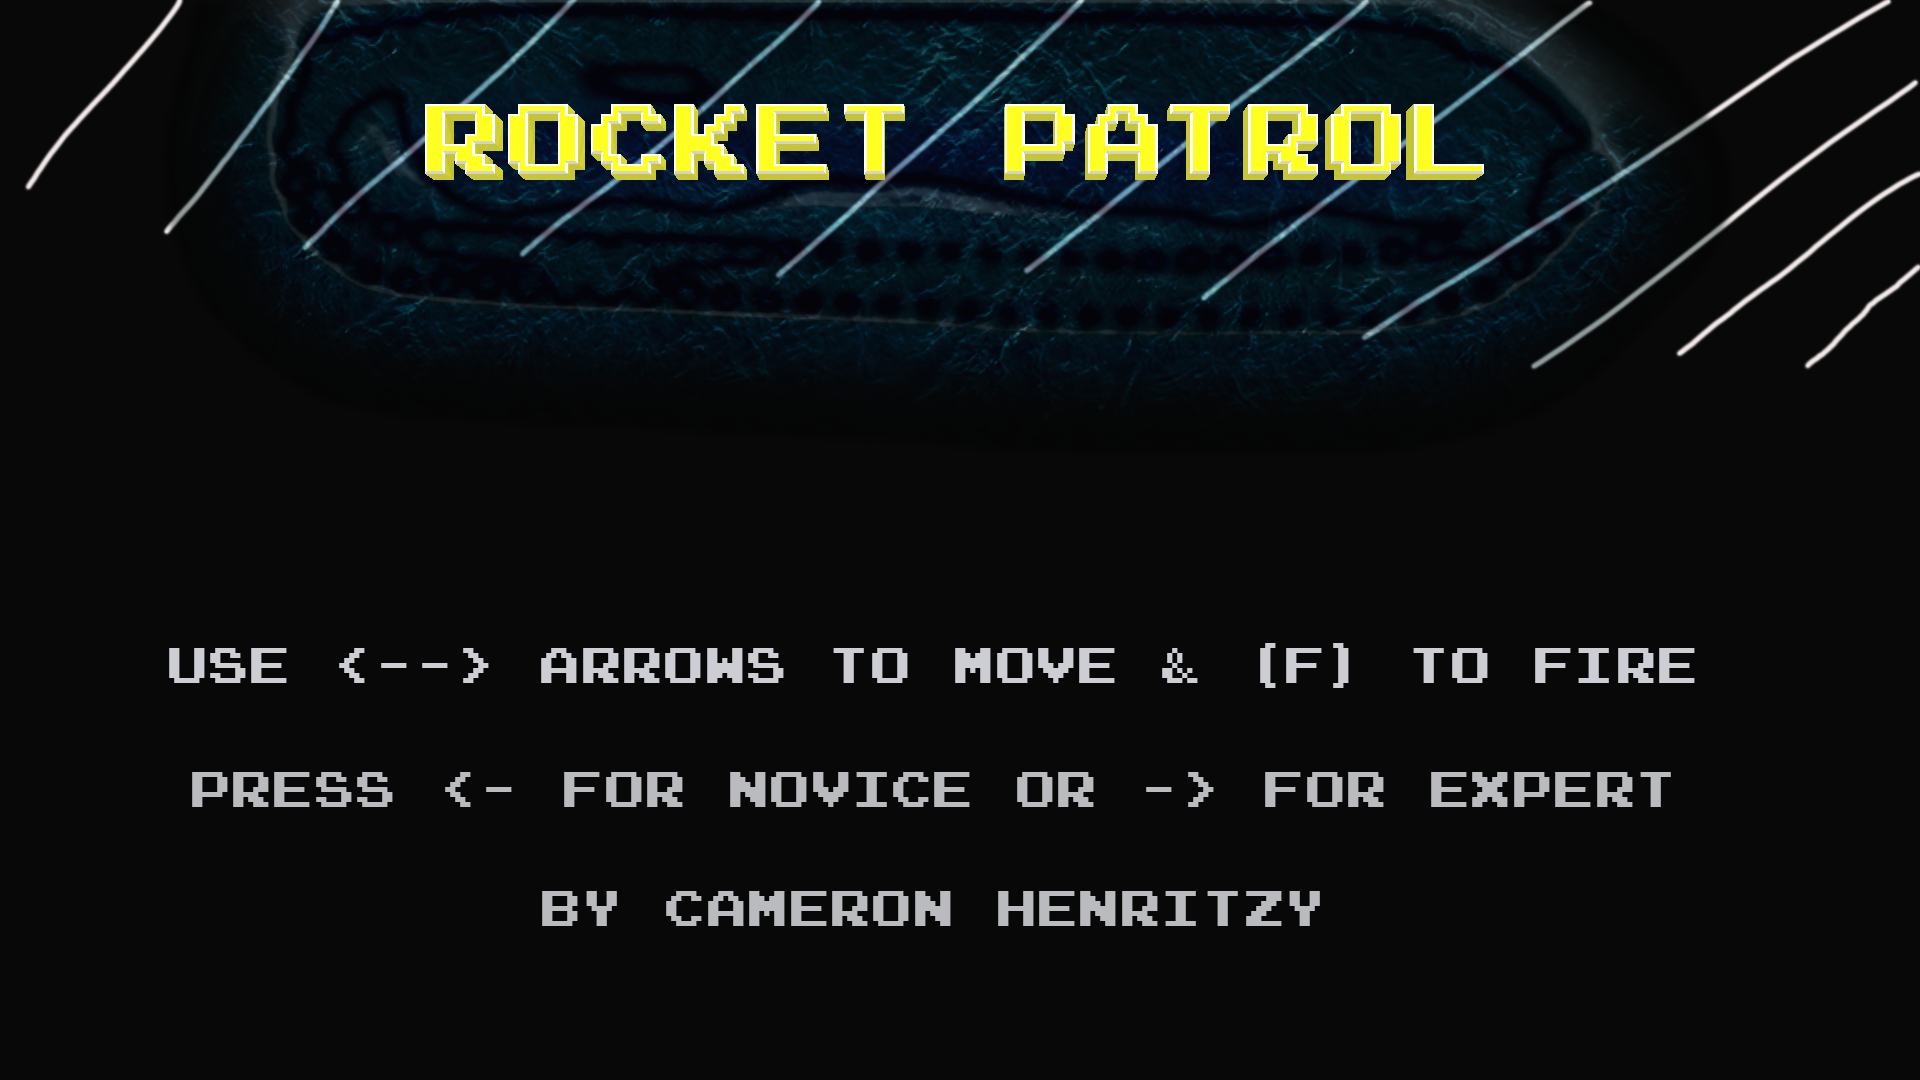 ROCKET PATROL
USE <--> ARROWS TO MOVE & (F) TO FIRE
PRESS <- FOR NOVICE OR -> FOR EXPERT
BY CAMERON HENRITZY